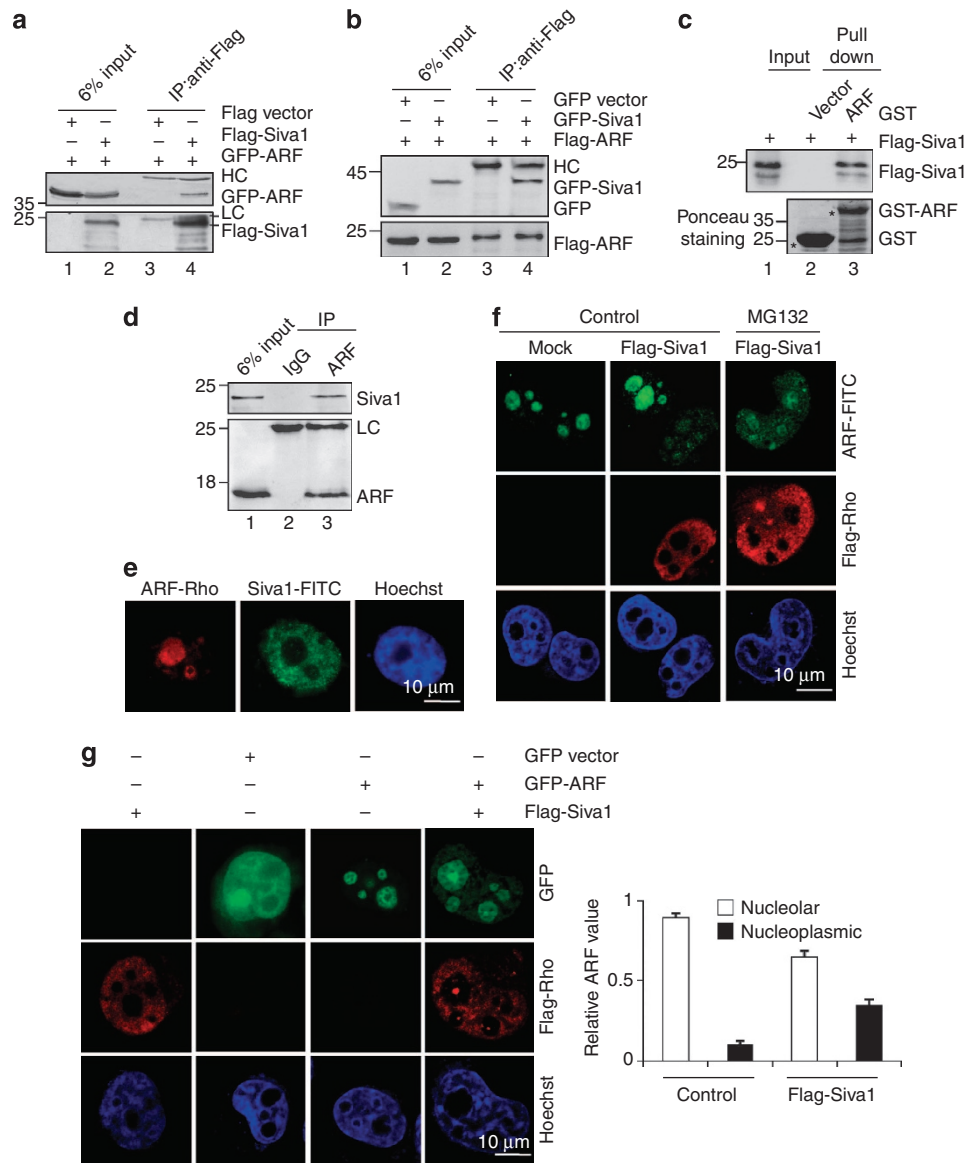 a
6% input
IP:anti-Flag
+ – + – Flag vector
– + – + Flag-Siva1
+ + + + GFP-ARF
HC
GFP-ARF
35
25
LC
Flag-Siva1
1 2 3 4
b
6% input
IP:anti-Flag
+ – + – GFP vector
– + – + GFP-Siva1
+ + + + Flag-ARF
45
HC
GFP-Siva1
GFP
25
Flag-ARF
1 2 3 4
c
Pull
Input down
Vector
ARF
GST
+ + + Flag-Siva1
25
Flag-Siva1
Ponceau
staining
35
25
*
*
GST-ARF
GST
1 2 3
d
IP
6% input
IgG
ARF
25
Siva1
25
LC
18
ARF
1 2 3
e
ARF-Rho Siva1-FITC Hoechst
10 μm
f
Control MG132
Mock Flag-Siva1 Flag-Siva1
ARF-FITC
Flag-Rho
Hoechst
10 μm
g
– + – – GFP vector
– – + + GFP-ARF
+ – – + Flag-Siva1
GFP
Flag-Rho
Hoechst
10 μm
Relative ARF value
1
0.5
0
Nucleolar
Nucleoplasmic
Control Flag-Siva1